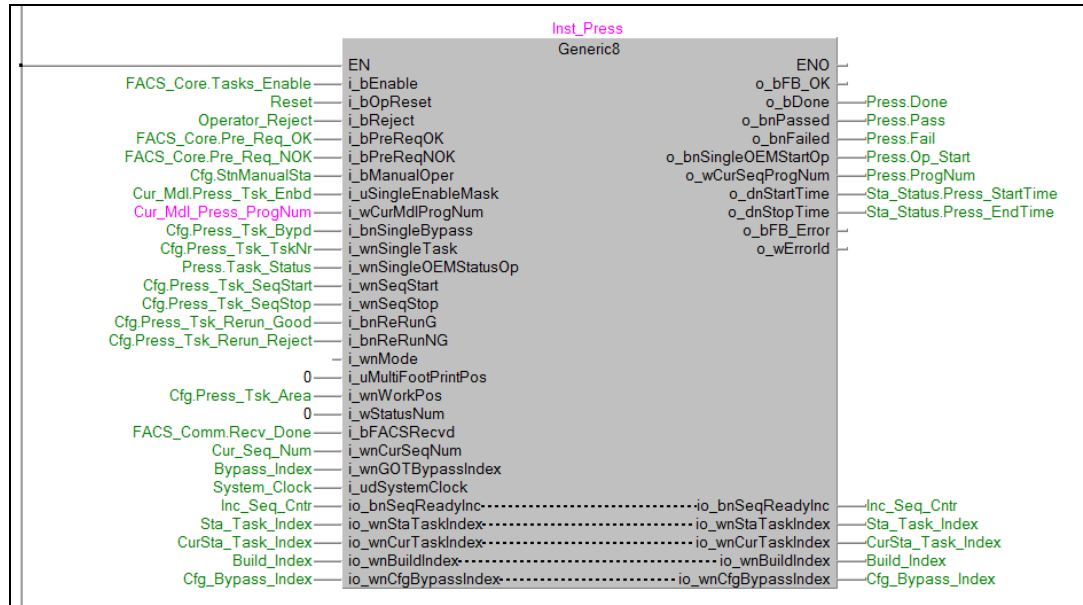 Inst_Press
Generic8
EN ENO
FACS_Core.Tasks_Enable i_bEnable o_bFB_OK
Reset i_bOpReset o_bDone Press.Done
Operator_Reject i_bReject o_bnPassed Press.Pass
FACS_Core.Pre_Req_OK i_bPreReqOK o_bnFailed Press.Fail
FACS_Core.Pre_Req_NOK i_bPreReqNOK o_bnSingleOEMStartOp Press.Op_Start
Cfg.StnManualSta i_bManualOper o_wCurSeqProgNum Press.ProgNum
Cur_Mdl.Press_Tsk_Enbd i_uSingleEnableMask o_dnStartTime Sta_Status.Press_StartTime
Cur_Mdl_Press_ProgNum i_wCurMdlProgNum o_dnStopTime Sta_Status.Press_EndTime
Cfg.Press_Tsk_Bypd i_bnSingleBypass o_bFB_Error
Cfg.Press_Tsk_TskNr i_wnSingleTask o_wErrorId
Press.Task_Status i_wnSingleOEMStatusOp
Cfg.Press_Tsk_SeqStart i_wnSeqStart
Cfg.Press_Tsk_SeqStop i_wnSeqStop
Cfg.Press_Tsk_Rerun_Good i_bnReRunG
Cfg.Press_Tsk_Rerun_Reject i_bnReRunNG
i_wnMode
0 i_uMultiFootPrintPos
Cfg.Press_Tsk_Area i_wnWorkPos
0 i_wStatusNum
FACS_Comm.Recv_Done i_bFACSRecvd
Cur_Seq_Num i_wnCurSeqNum
Bypass_Index i_wnGOTBypassIndex
System_Clock i_udSystemClock
Inc_Seq_Cntr io_bnSeqReadyInc io_bnSeqReadyInc Inc_Seq_Cntr
Sta_Task_Index io_wnStaTaskIndex io_wnStaTaskIndex Sta_Task_Index
CurSta_Task_Index io_wnCurTaskIndex io_wnCurTaskIndex CurSta_Task_Index
Build_Index io_wnBuildIndex io_wnBuildIndex Build_Index
Cfg_Bypass_Index io_wnCfgBypassIndex io_wnCfgBypassIndex Cfg_Bypass_Index